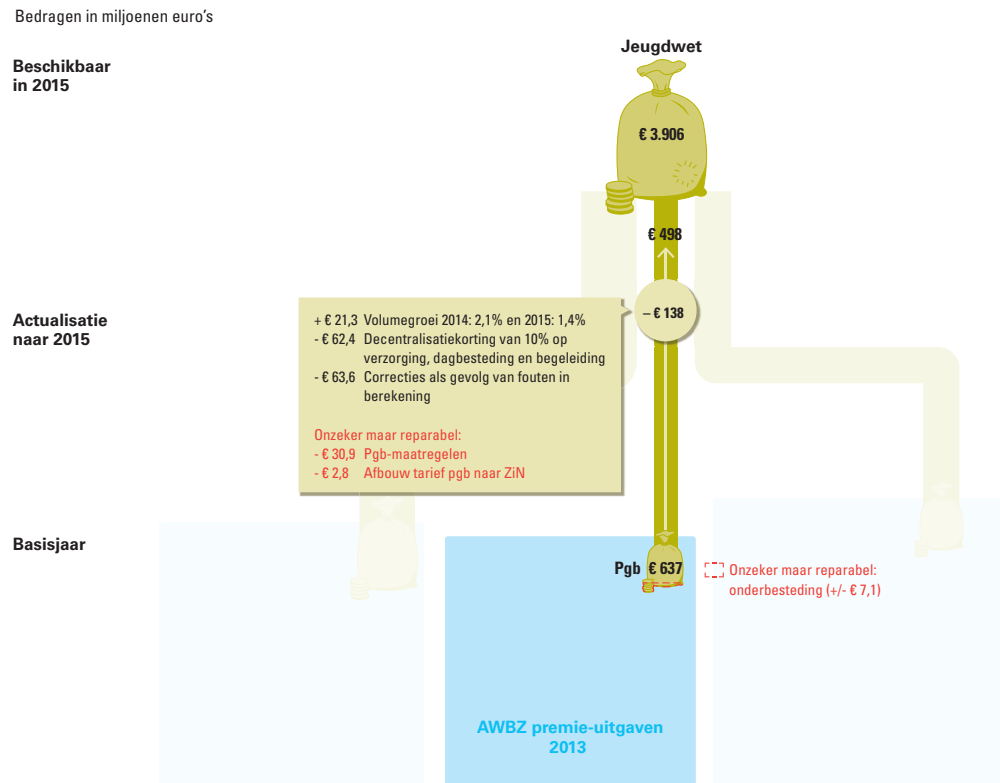 Bedragen in miljoenen euro's
Jeugdwet
Beschikbaar
in 2015
€ 3.906
€ 498
– € 138
Actualisatie
naar 2015
+ € 21,3 Volumegroei 2014: 2,1% en 2015: 1,4%
- € 62,4 Decentralisatiekorting van 10% op
verzorging, dagbesteding en begeleiding
- € 63,6 Correcties als gevolg van fouten in
berekening
Onzeker maar reparabel:
- € 30,9 Pgb-maatregelen
- € 2,8 Afbouw tarief pgb naar ZiN
Basisjaar
Pgb € 637
Onzeker maar reparabel:
onderbesteding (+/- € 7,1)
AWBZ premie-uitgaven
2013